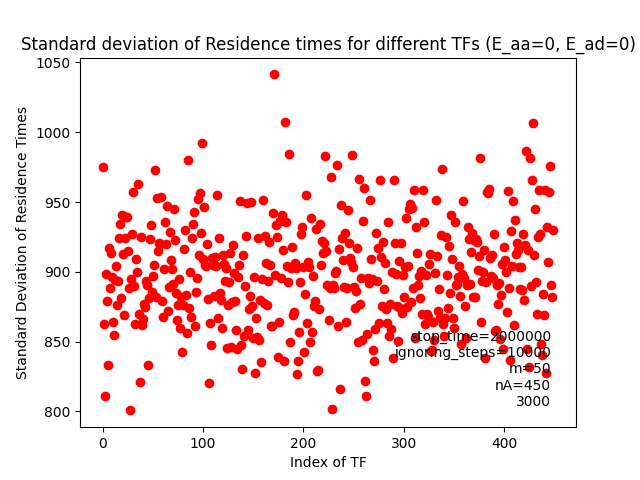 Standard deviation of Residence times for different TFs (E_aa=0, E_ad=0)
1050
1000
950
900
850
800
Standard Deviation of Residence Times
stop_time=2000000
ignoring_steps=10000
m=50
nA=450
3000
0 100 200 300 400
Index of TF